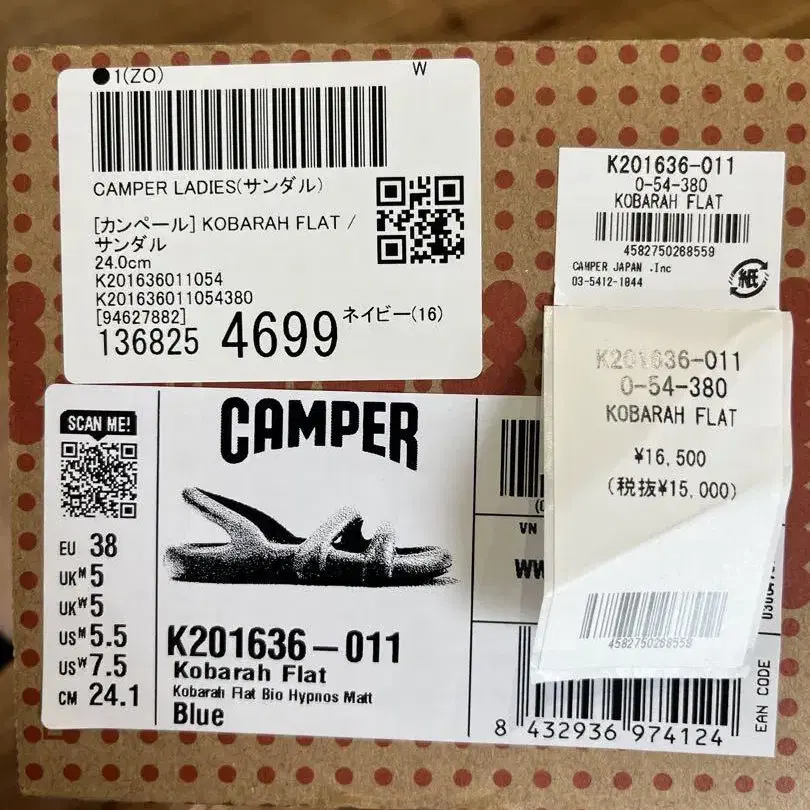 ●1(ZO)
W
CAMPER LADIES(サンダル)
[カンペール] KOBARAH FLAT /
サンダル
24.0cm
K201636011054
K201636011054380
[94627882]
ネイビー(16)
136825 4699
K201636-011
0-54-380
KOBARAH FLAT
4582750268559
CAMPER JAPAN .Inc
03-5412-1844
紙
K201636-011
0-54-380
KOBARAH FLAT
¥16,500
(税抜¥15,000)
4582750268559
SCAN ME!
CAMPER
EU 38
UK M 5
UK W 5
US M 5.5
US W 7.5
CM 24.1
K201636-011
Kobarah Flat
Kobarah Flat Bio Hypnos Matt
Blue
VN
8 432936 974124
EAN CODE